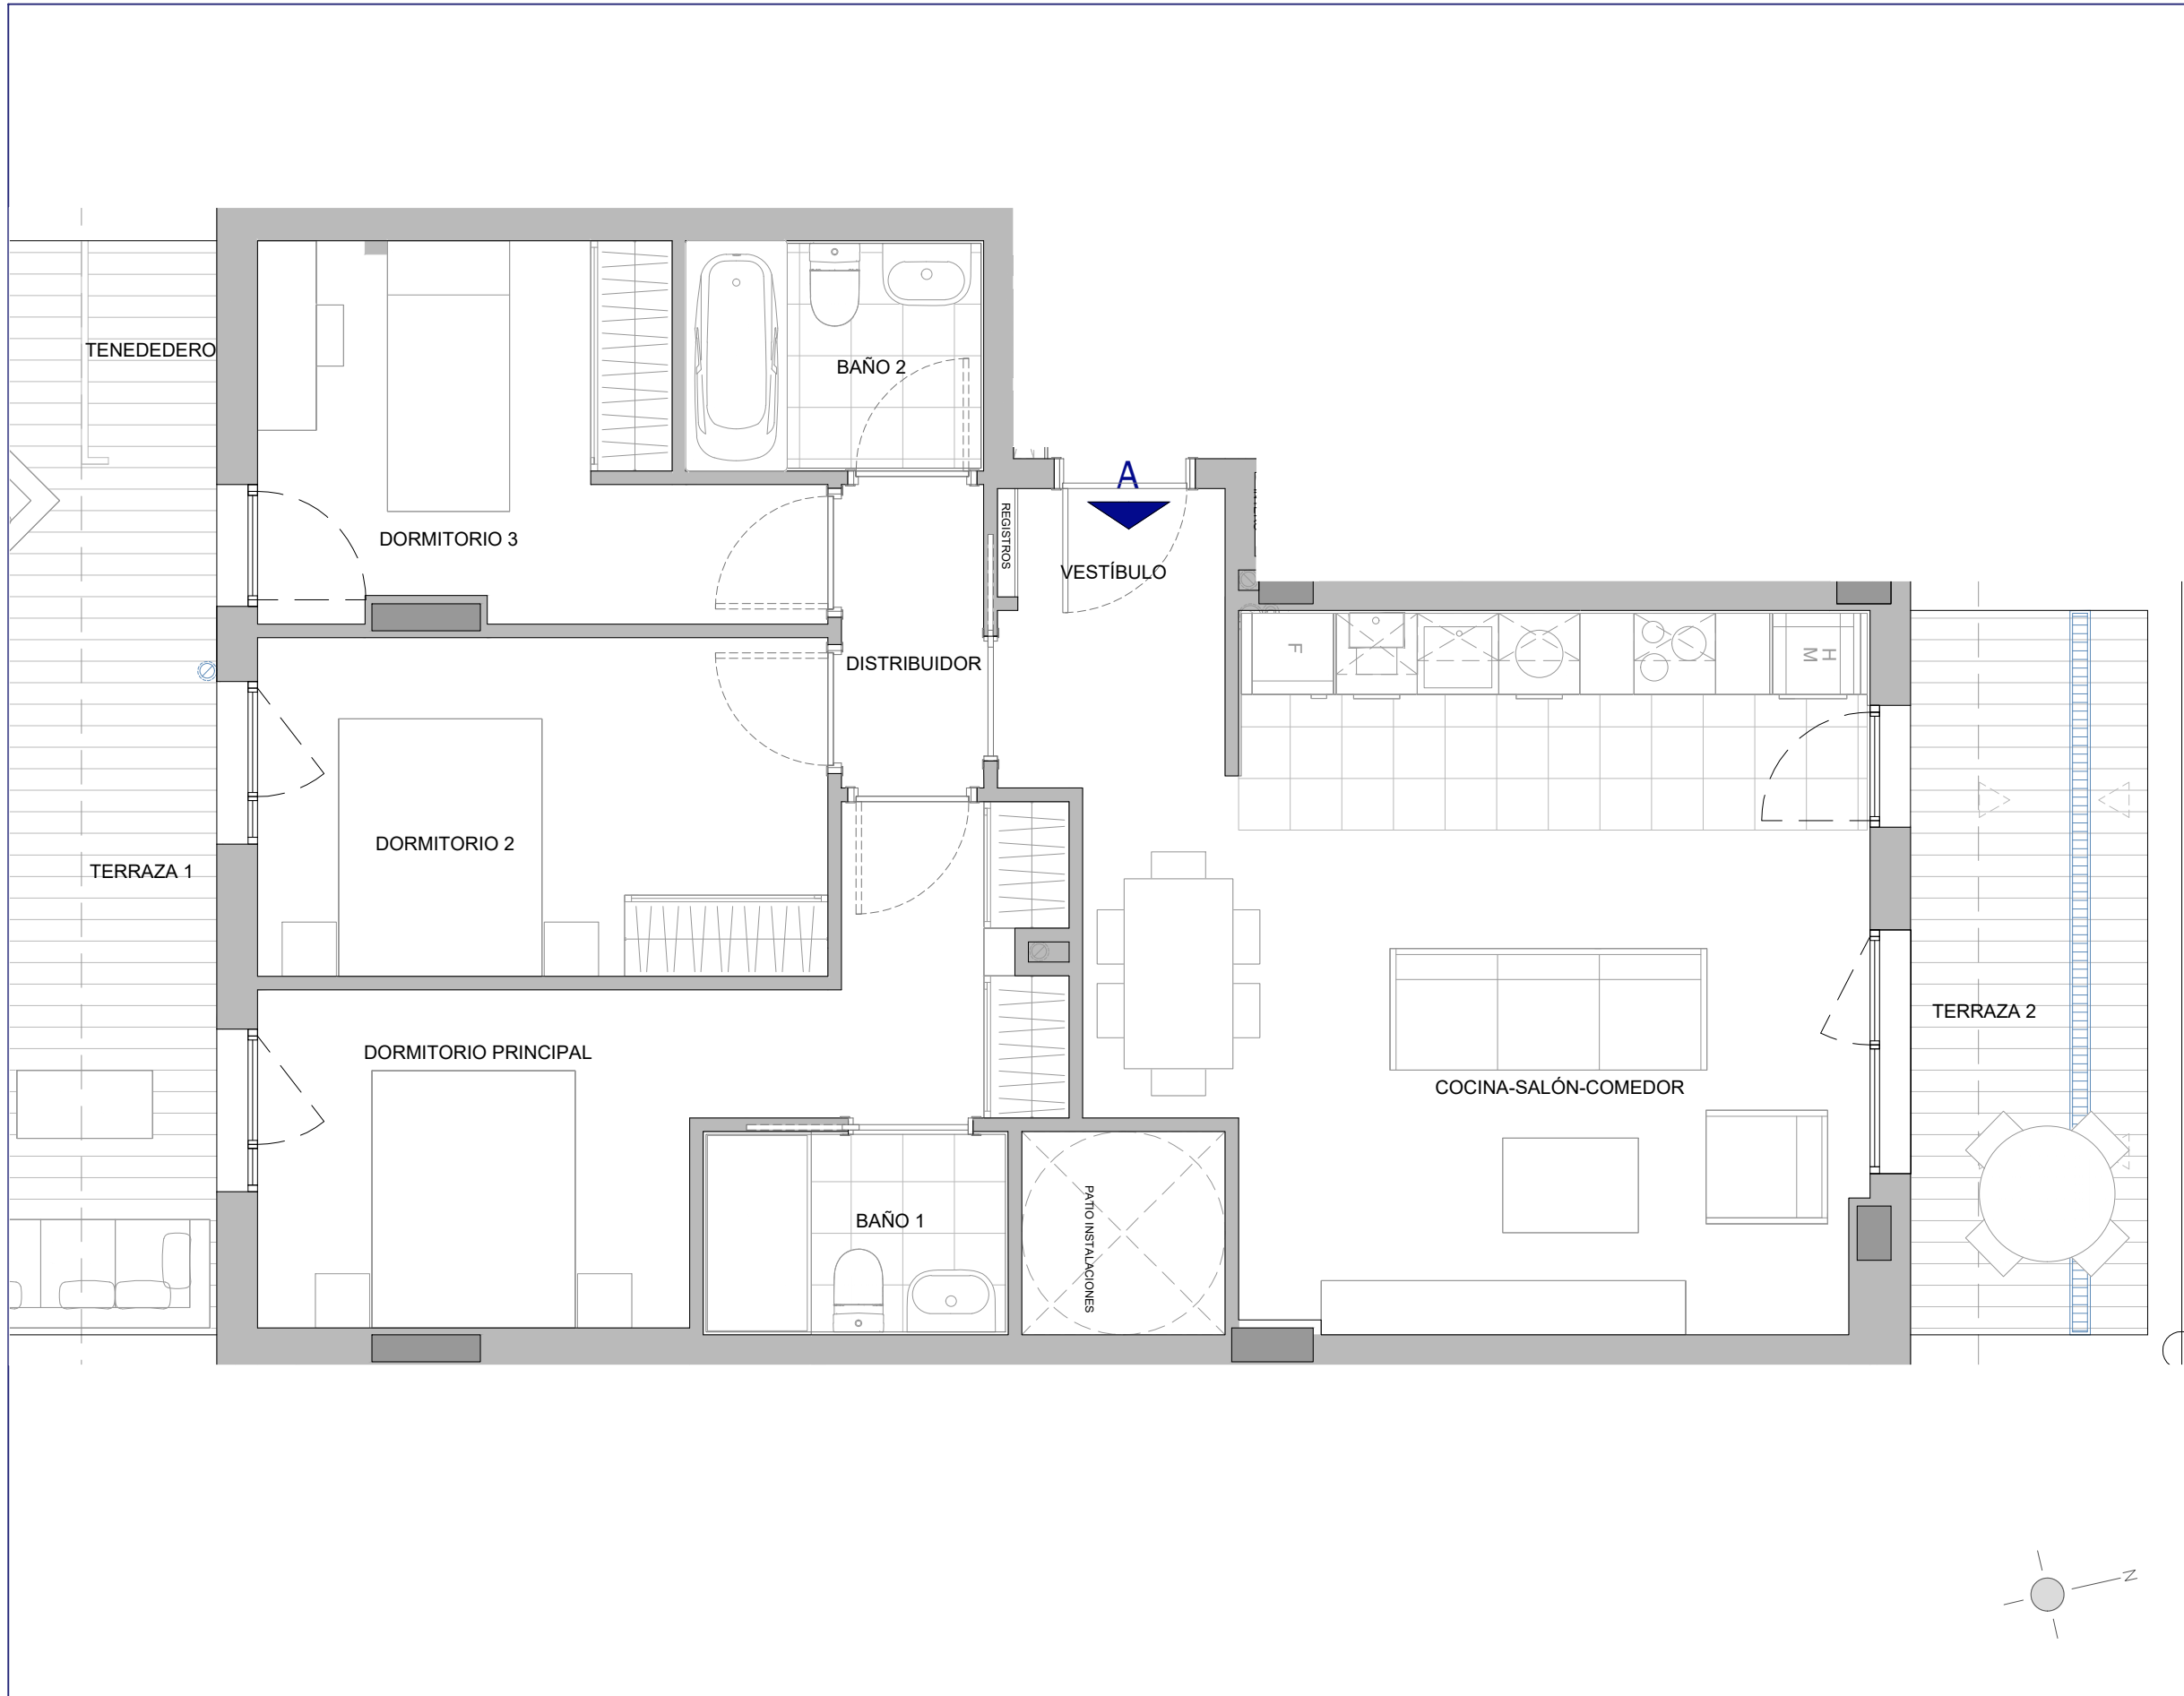 A
TENEDEDERO
BAÑO 2
REGISTROS
DORMITORIO 3
VESTÍBULO
F
H
M
DISTRIBUIDOR
DORMITORIO 2
TERRAZA 1
TERRAZA 2
DORMITORIO PRINCIPAL
COCINA-SALÓN-COMEDOR
BAÑO 1
PATIO INSTALACIONES
N